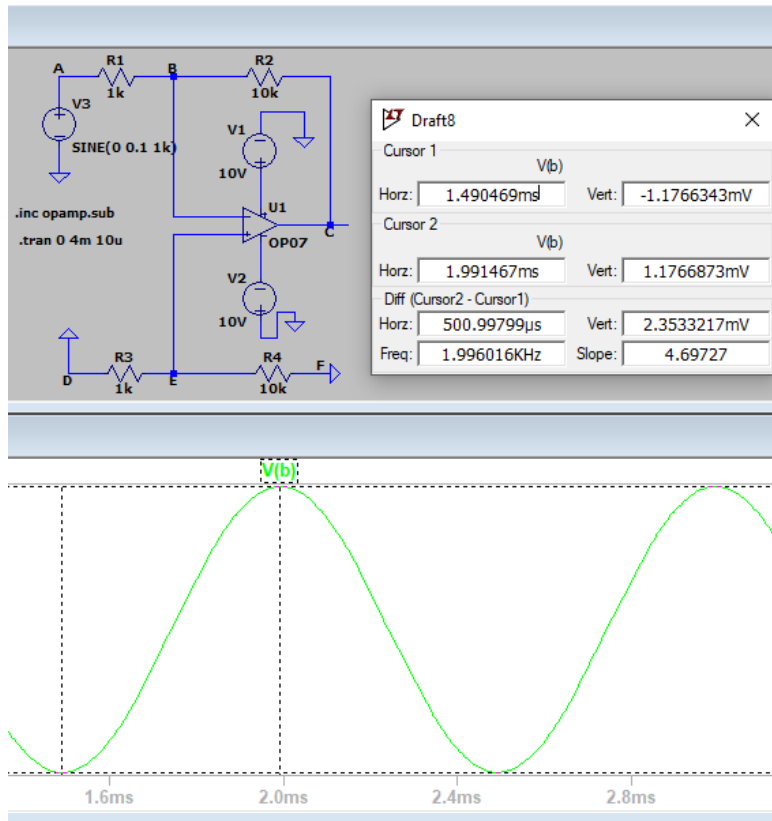 A
R1
1k
B
R2
10k
V3
SINE(0 0.1 1k)
V1
10V
.inc opamp.sub
.tran 0 4m 10u
U1
OP07
C
V2
10V
D
R3
1k
E
R4
10k
F
Draft8
Cursor 1
V(b)
Horz: 1.490469ms Vert: -1.1766343mV
Cursor 2
V(b)
Horz: 1.991467ms Vert: 1.1766873mV
Diff (Cursor2 - Cursor1)
Horz: 500.99799µs Vert: 2.3533217mV
Freq: 1.996016KHz Slope: 4.69727
V(b)
1.6ms 2.0ms 2.4ms 2.8ms